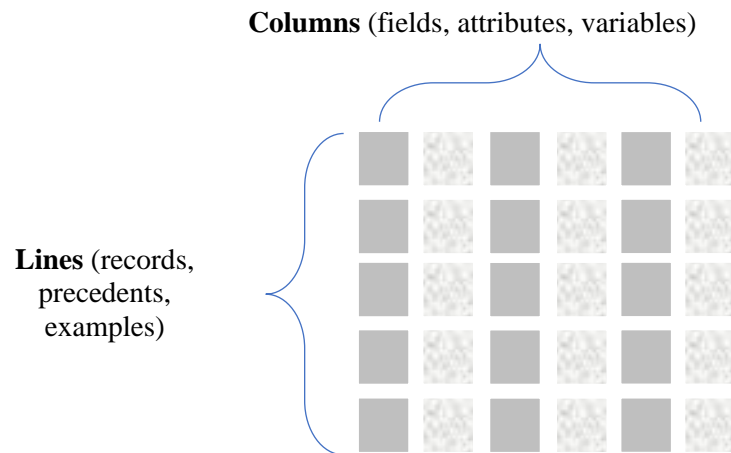 Columns (fields, attributes, variables)
Lines (records,
precedents,
examples)